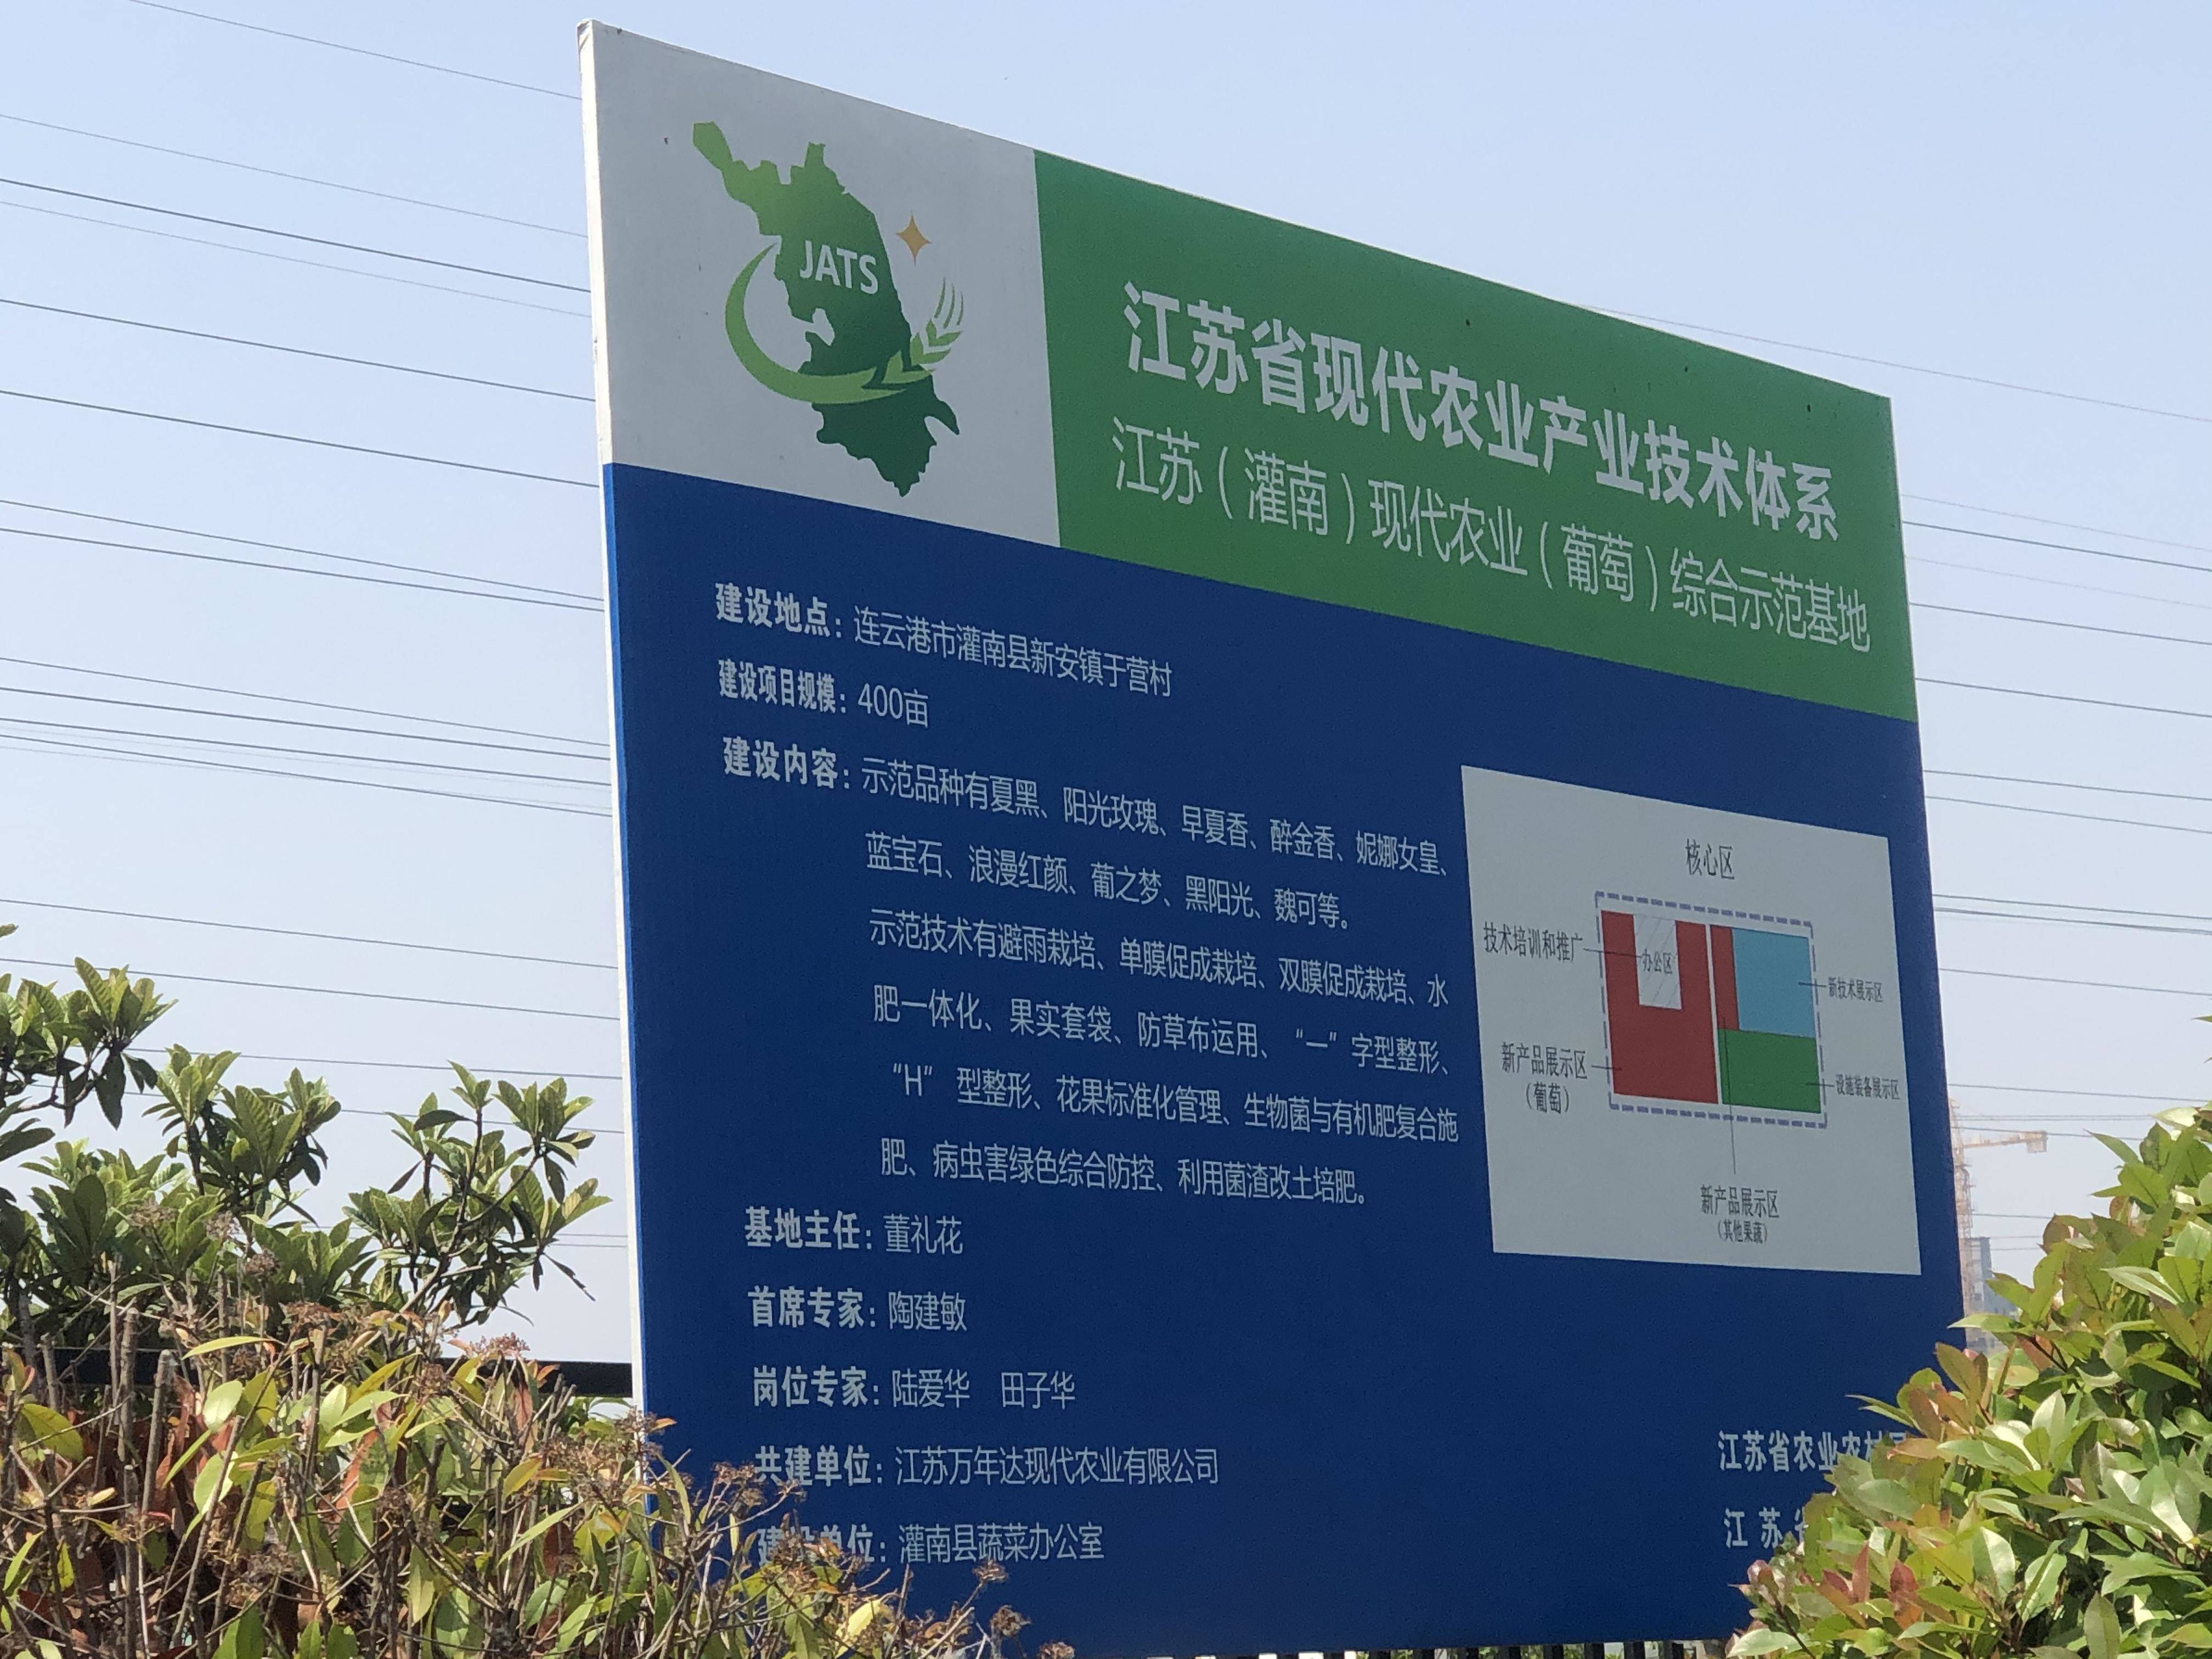 JATS
江苏省现代农业产业技术体系
江苏（灌南）现代农业（葡萄）综合示范基地
建设地点：连云港市灌南县新安镇于营村
建设项目规模：400亩
建设内容：示范品种有夏黑、阳光玫瑰、早夏香、醉金香、妮娜女皇、
蓝宝石、浪漫红颜、葡之梦、黑阳光、魏可等。
示范技术有避雨栽培、单膜促成栽培、双膜促成栽培、水
肥一体化、果实套袋、防草布运用、“一”字型整形、
“H”型整形、花果标准化管理、生物菌与有机肥复合施
肥、病虫害绿色综合防控、利用菌渣改土培肥。
基地主任：董礼花
首席专家：陶建敏
岗位专家：陆爱华 田子华
共建单位：江苏万年达现代农业有限公司
建设单位：灌南县蔬菜办公室
核心区
技术培训和推广
办公区
新技术展示区
新产品展示区
（葡萄）
设施装备展示区
新产品展示区
（其他果蔬）
江苏省农业农村
江苏